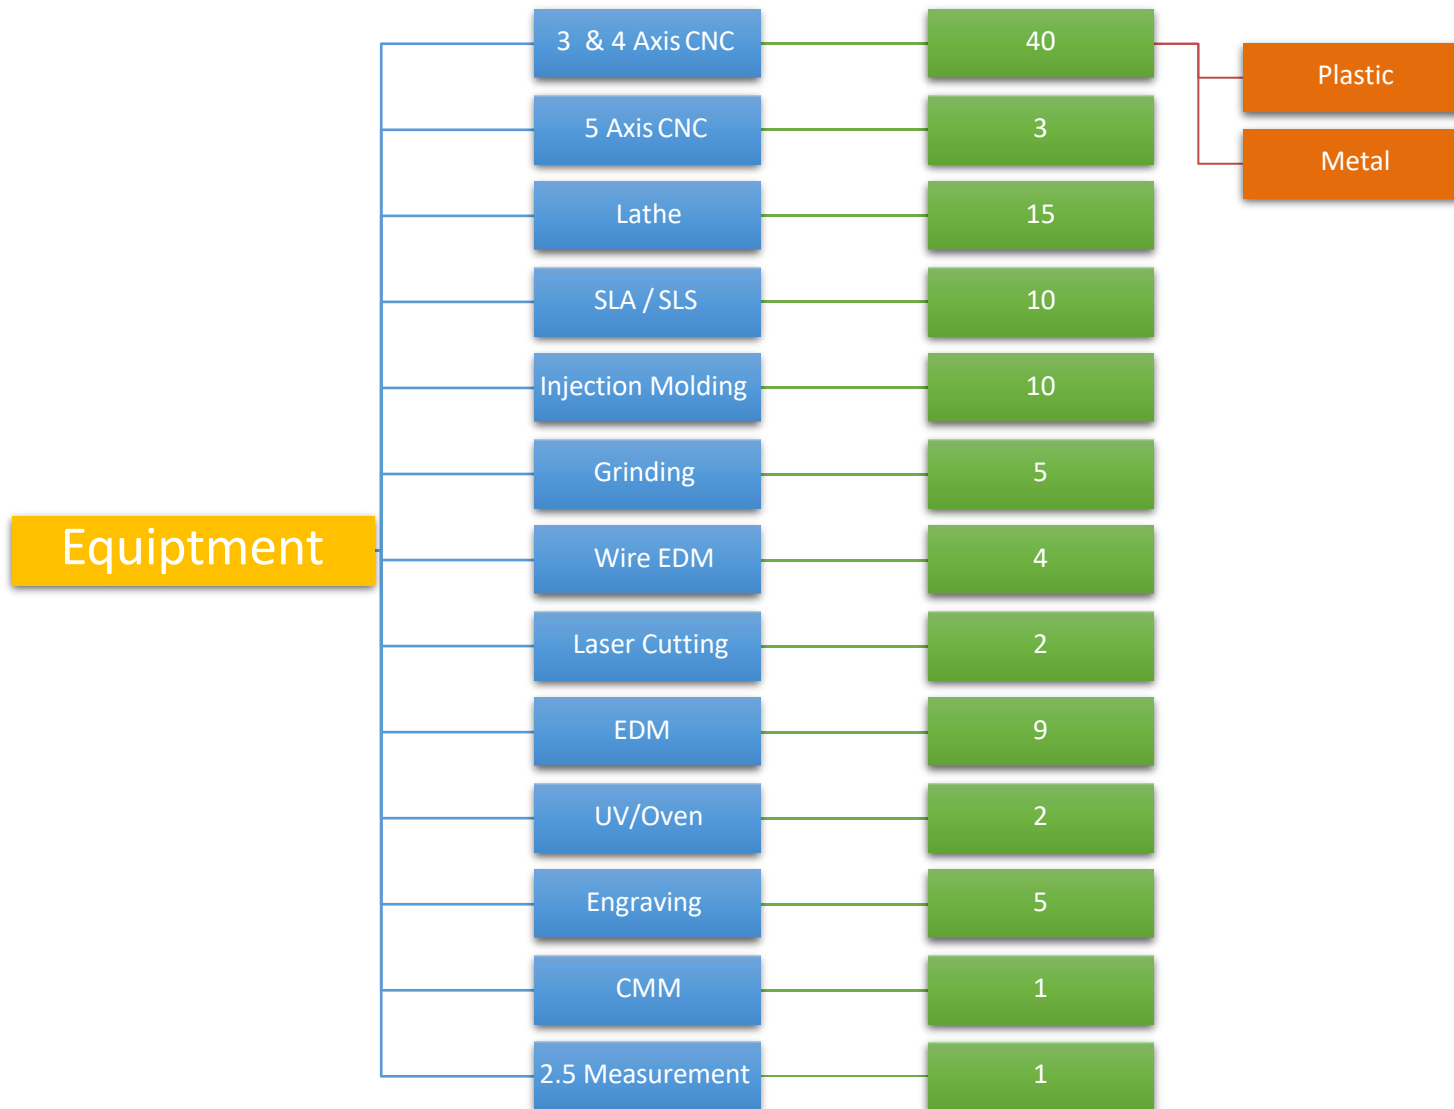 3 & 4 Axis CNC
40
Plastic
5 Axis CNC
3
Metal
Lathe
15
SLA / SLS
10
Injection Molding
10
Grinding
5
Equiptment
Wire EDM
4
Laser Cutting
2
EDM
9
UV/Oven
2
Engraving
5
CMM
1
2.5 Measurement
1